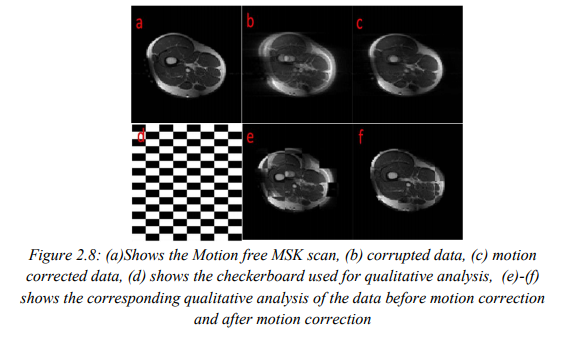 a
b
c
d
e
f
Figure 2.8: (a)Shows the Motion free MSK scan, (b) corrupted data, (c) motion
corrected data, (d) shows the checkerboard used for qualitative analysis, (e)-(f)
shows the corresponding qualitative analysis of the data before motion correction
and after motion correction